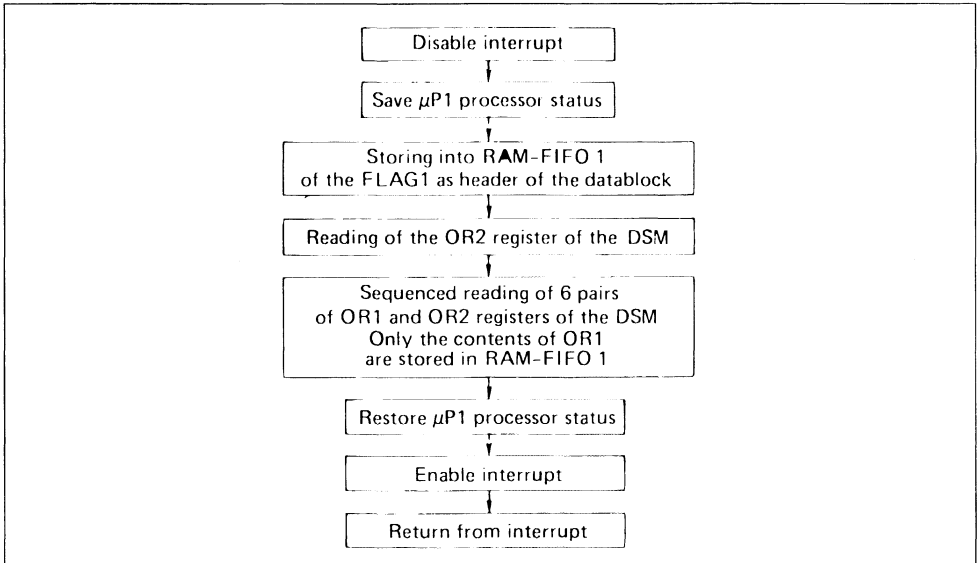 Disable interrupt
Save μP1 processor status
Storing into RAM-FIFO 1
of the FLAG1 as header of the datablock
Reading of the OR2 register of the DSM
Sequenced reading of 6 pairs
of OR1 and OR2 registers of the DSM
Only the contents of OR1
are stored in RAM-FIFO 1
Restore μP1 processor status
Enable interrupt
Return from interrupt